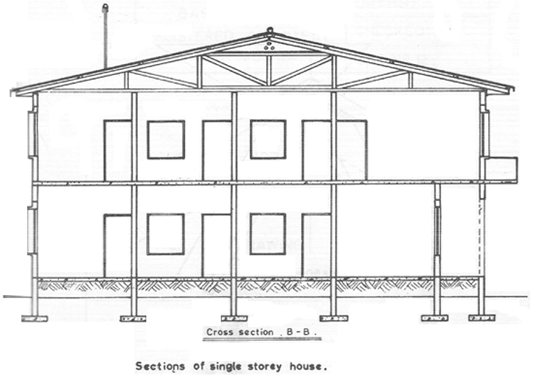 Cross section . B-B.
Sections of single storey house.